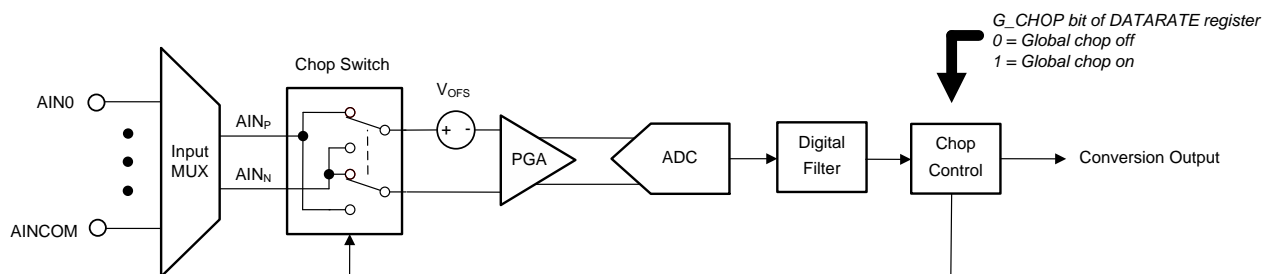 G_CHOP bit of DATARATE register
0 = Global chop off
1 = Global chop on
Chop Switch
AIN0
AINCOM
Input
MUX
AINP
AINN
VOFS
+ -
PGA
ADC
Digital
Filter
Chop
Control
Conversion Output